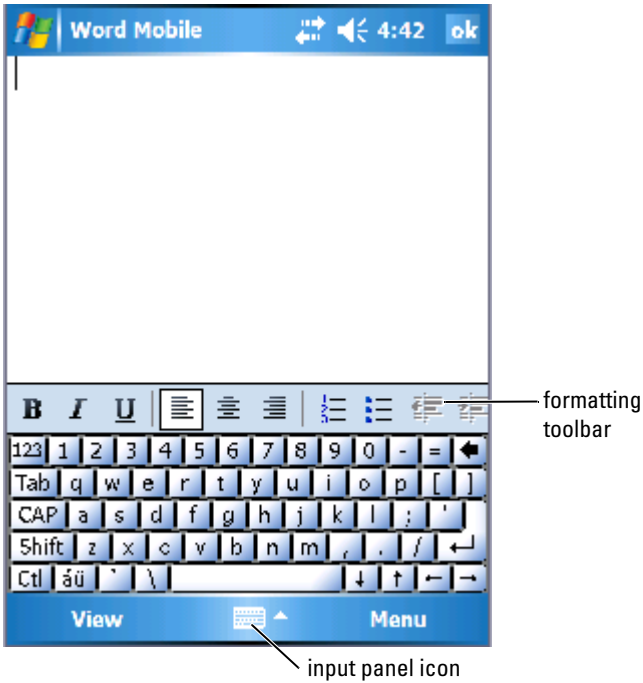 Word Mobile 4:42 ok
B I U
formatting
toolbar
123 1 2 3 4 5 6 7 8 9 0 - =
Tab q w e r t y u i o p [ ]
CAP a s d f g h j k l ; '
Shift z x c v b n m , . /
Ctl áü ` \
View Menu
input panel icon